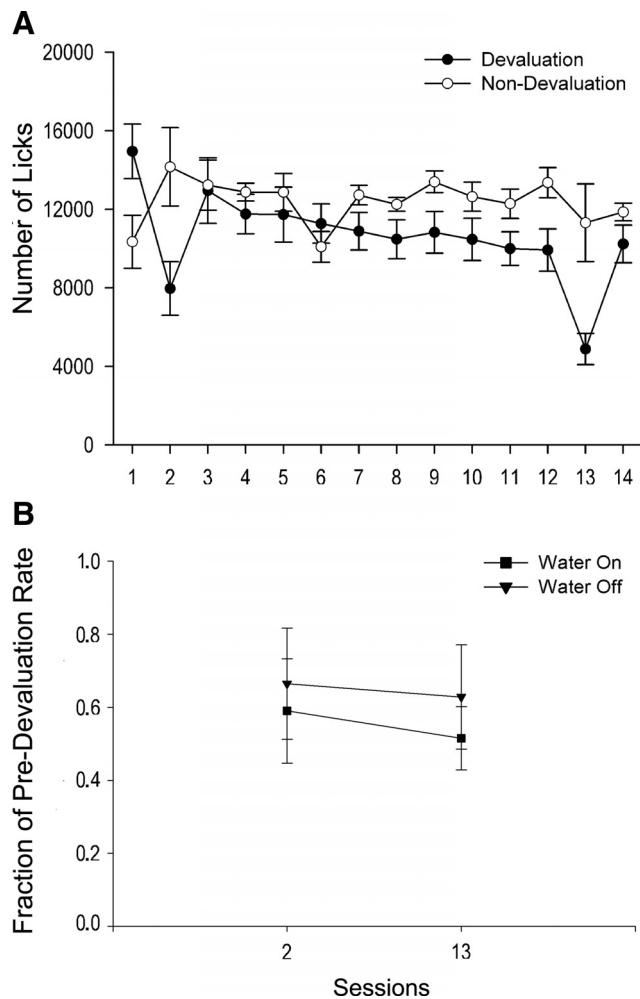 A
Number of Licks
20000
16000
12000
8000
4000
0
Devaluation
Non-Devaluation
1 2 3 4 5 6 7 8 9 10 11 12 13 14
B
Fraction of Pre-Devaluation Rate
1.0
0.8
0.6
0.4
0.2
0.0
Water On
Water Off
2 13
Sessions